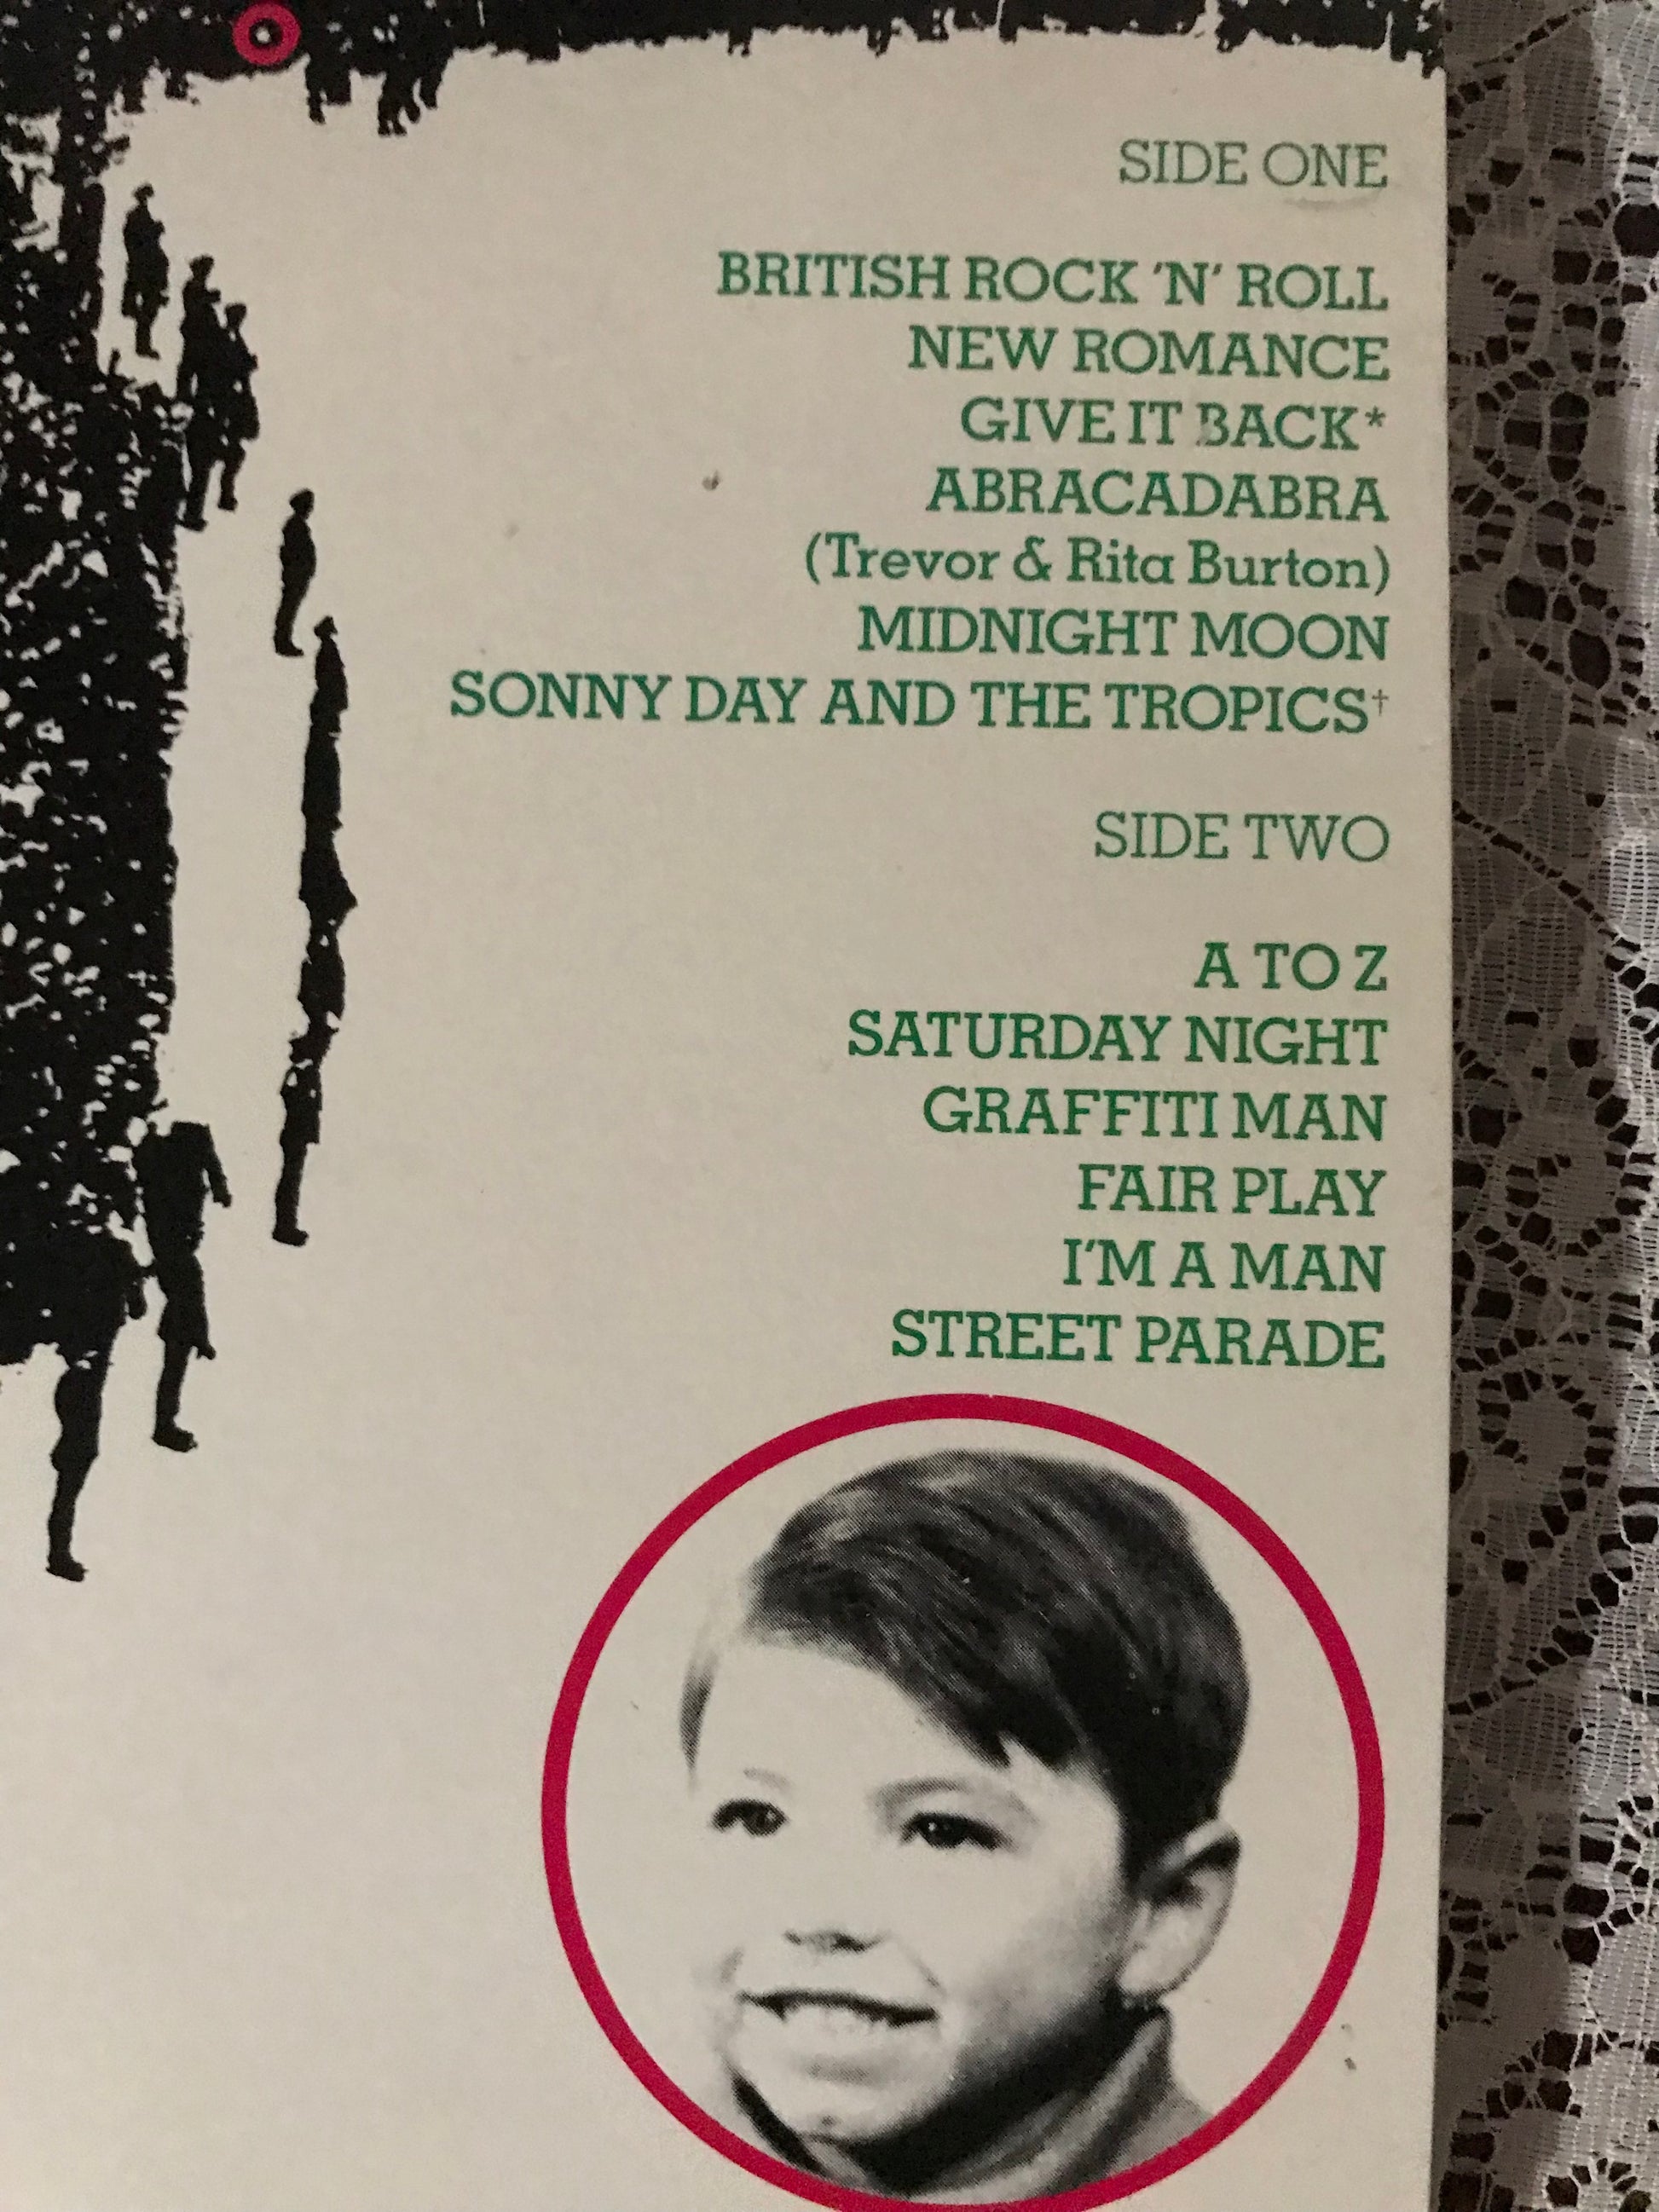 SIDE ONE
BRITISH ROCK 'N' ROLL
NEW ROMANCE
GIVE IT BACK*
ABRACADABRA
(Trevor & Rita Burton)
MIDNIGHT MOON
SONNY DAY AND THE TROPICS†
SIDE TWO
A TO Z
SATURDAY NIGHT
GRAFFITI MAN
FAIR PLAY
I'M A MAN
STREET PARADE